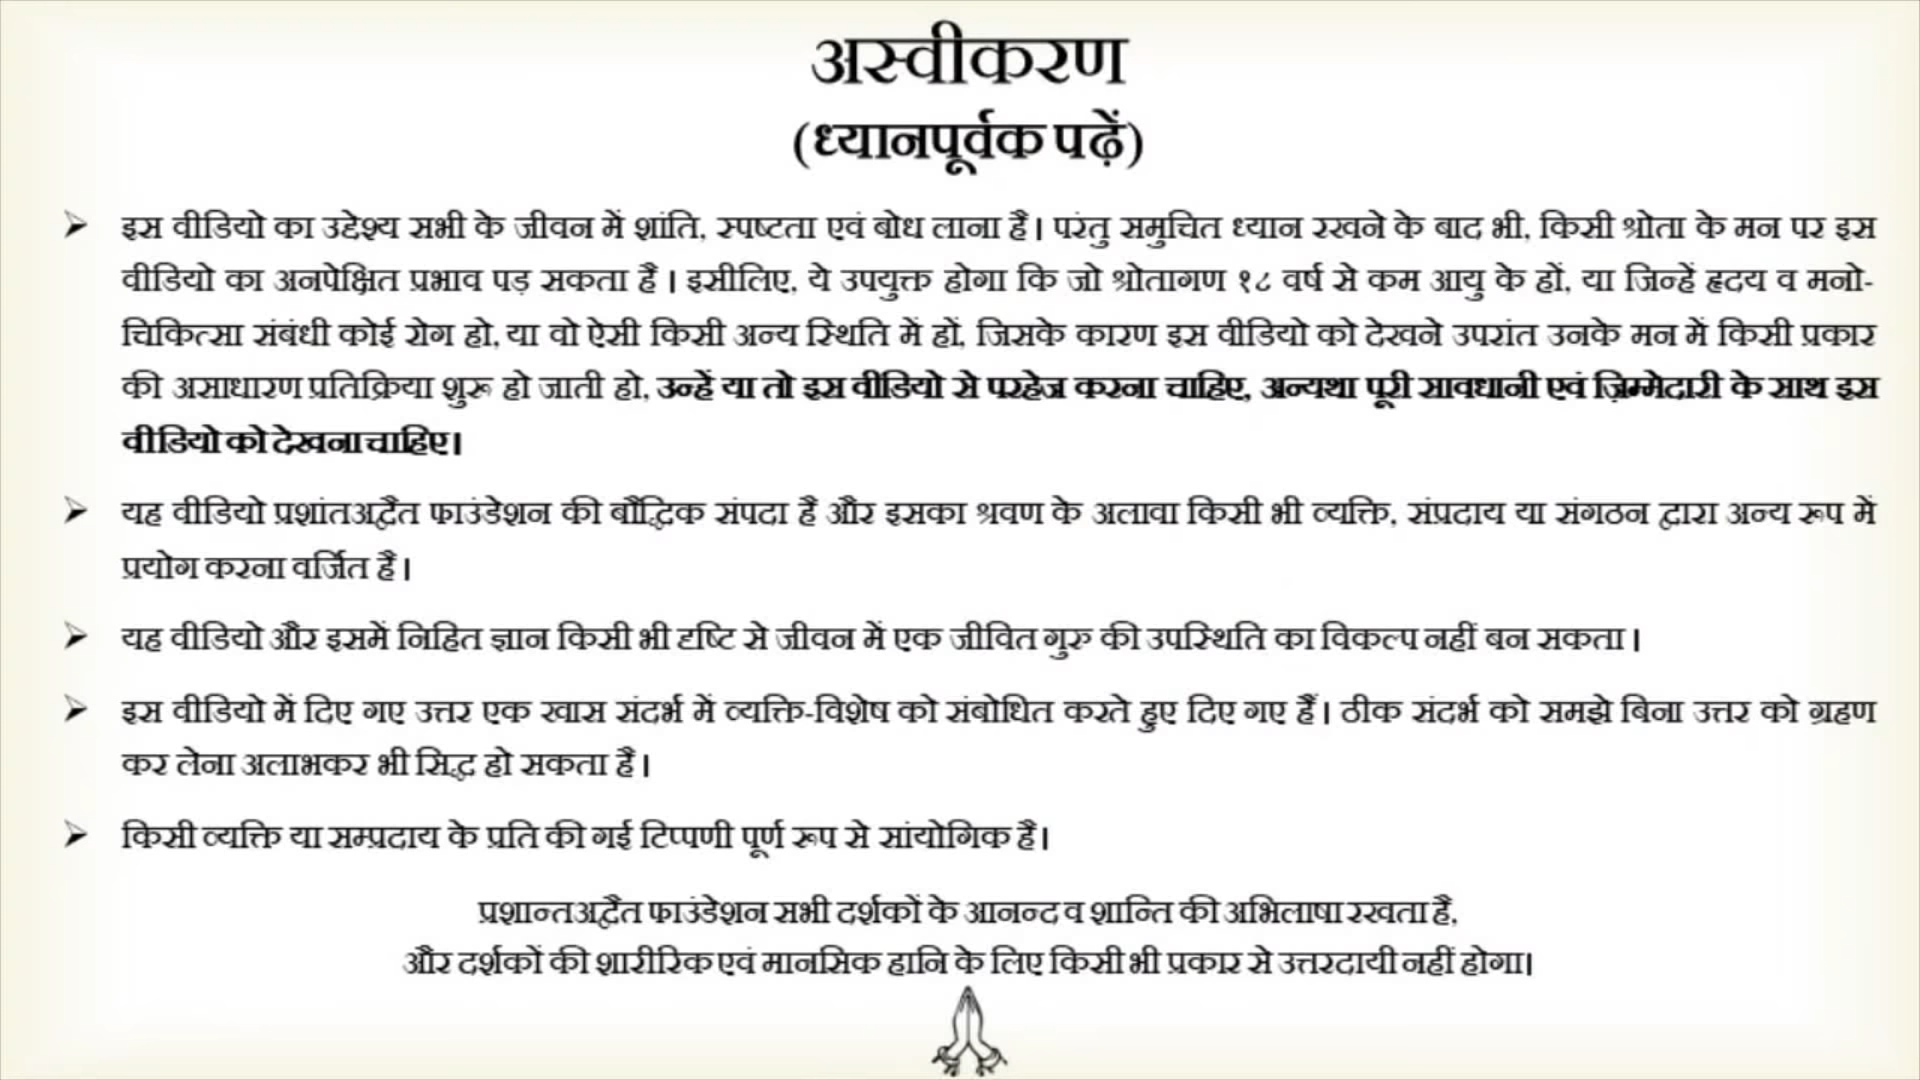 अस्वीकरण
(ध्यानपूर्वक पढ़ें)
➢ इस वीडियो का उद्देश्य सभी के जीवन में शांति, स्पष्टता एवं बोध लाना है। परंतु समुचित ध्यान रखने के बाद भी, किसी श्रोता के मन पर इस
वीडियो का अनपेक्षित प्रभाव पड़ सकता है । इसीलिए, ये उपयुक्त होगा कि जो श्रोतागण १८ वर्ष से कम आयु के हों, या जिन्हें हृदय व मनो-
चिकित्सा संबंधी कोई रोग हो, या वो ऐसी किसी अन्य स्थिति में हों, जिसके कारण इस वीडियो को देखने उपरांत उनके मन में किसी प्रकार
की असाधारण प्रतिक्रिया शुरू हो जाती हो, उन्हें या तो इस वीडियो से परहेज करना चाहिए, अन्यथा पूरी सावधानी एवं ज़िम्मेदारी के साथ इस
वीडियो को देखना चाहिए।
➢ यह वीडियो प्रशांतअद्वैत फाउंडेशन की बौद्धिक संपदा है और इसका श्रवण के अलावा किसी भी व्यक्ति, संप्रदाय या संगठन द्वारा अन्य रूप में
प्रयोग करना वर्जित है।
➢ यह वीडियो और इसमें निहित ज्ञान किसी भी दृष्टि से जीवन में एक जीवित गुरु की उपस्थिति का विकल्प नहीं बन सकता।
➢ इस वीडियो में दिए गए उत्तर एक खास संदर्भ में व्यक्ति-विशेष को संबोधित करते हुए दिए गए हैं। ठीक संदर्भ को समझे बिना उत्तर को ग्रहण
कर लेना अलाभकर भी सिद्ध हो सकता है।
➢ किसी व्यक्ति या सम्प्रदाय के प्रति की गई टिप्पणी पूर्ण रूप से सांयोगिक है।
प्रशान्तअद्वैत फाउंडेशन सभी दर्शकों के आनन्द व शान्ति की अभिलाषा रखता है,
और दर्शकों की शारीरिक एवं मानसिक हानि के लिए किसी भी प्रकार से उत्तरदायी नहीं होगा।